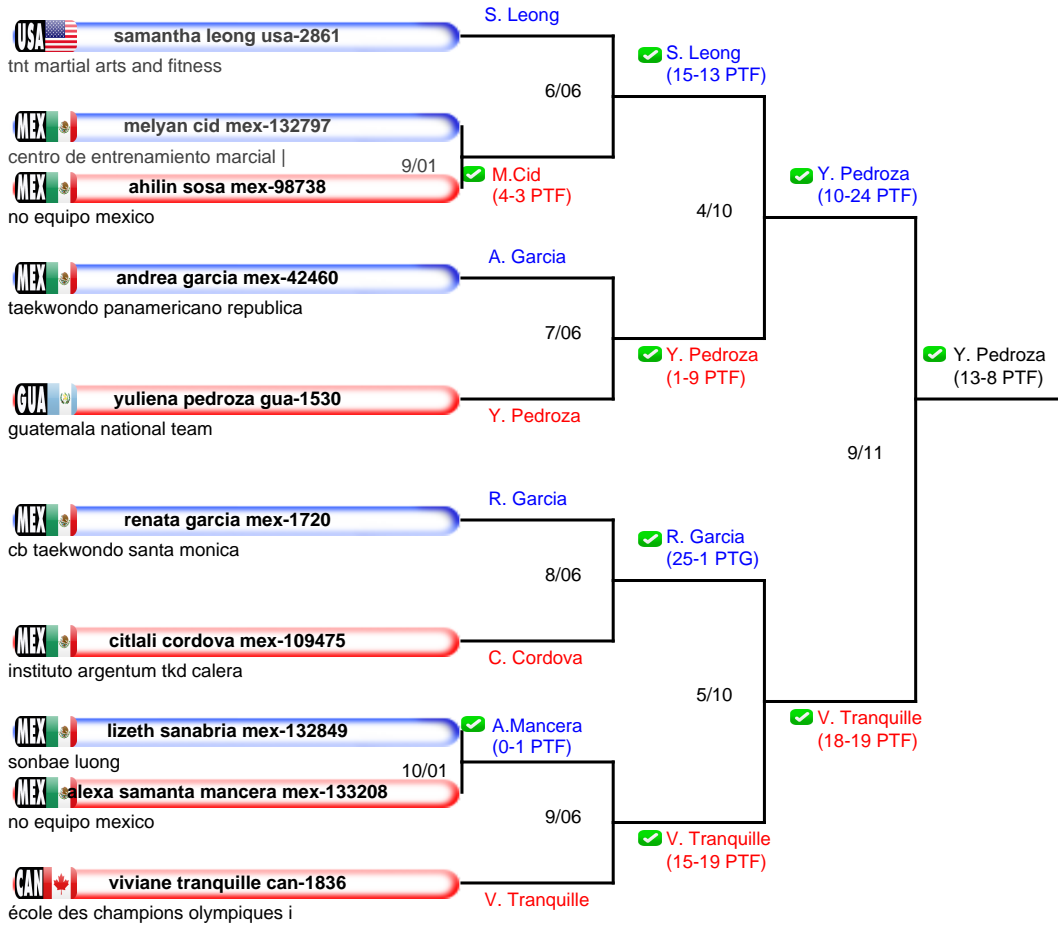 S. Leong
USA samantha leong usa-2861
tnt martial arts and fitness
S. Leong
(15-13 PTF)
6/06
MEX melyan cid mex-132797
centro de entrenamiento marcial |
9/01
M.Cid
(4-3 PTF)
MEX ahilin sosa mex-98738
no equipo mexico
Y. Pedroza
(10-24 PTF)
4/10
A. Garcia
MEX andrea garcia mex-42460
taekwondo panamericano republica
7/06
Y. Pedroza
(1-9 PTF)
Y. Pedroza
(13-8 PTF)
GUA yuliena pedroza gua-1530
Y. Pedroza
guatemala national team
9/11
R. Garcia
MEX renata garcia mex-1720
cb taekwondo santa monica
R. Garcia
(25-1 PTG)
8/06
MEX citlali cordova mex-109475
C. Cordova
instituto argentum tkd calera
5/10
MEX lizeth sanabria mex-132849
A.Mancera
(0-1 PTF)
V. Tranquille
(18-19 PTF)
sonbae luong
10/01
MEX alexa samanta mancera mex-133208
no equipo mexico
9/06
V. Tranquille
(15-19 PTF)
CAN viviane tranquille can-1836
V. Tranquille
école des champions olympiques i